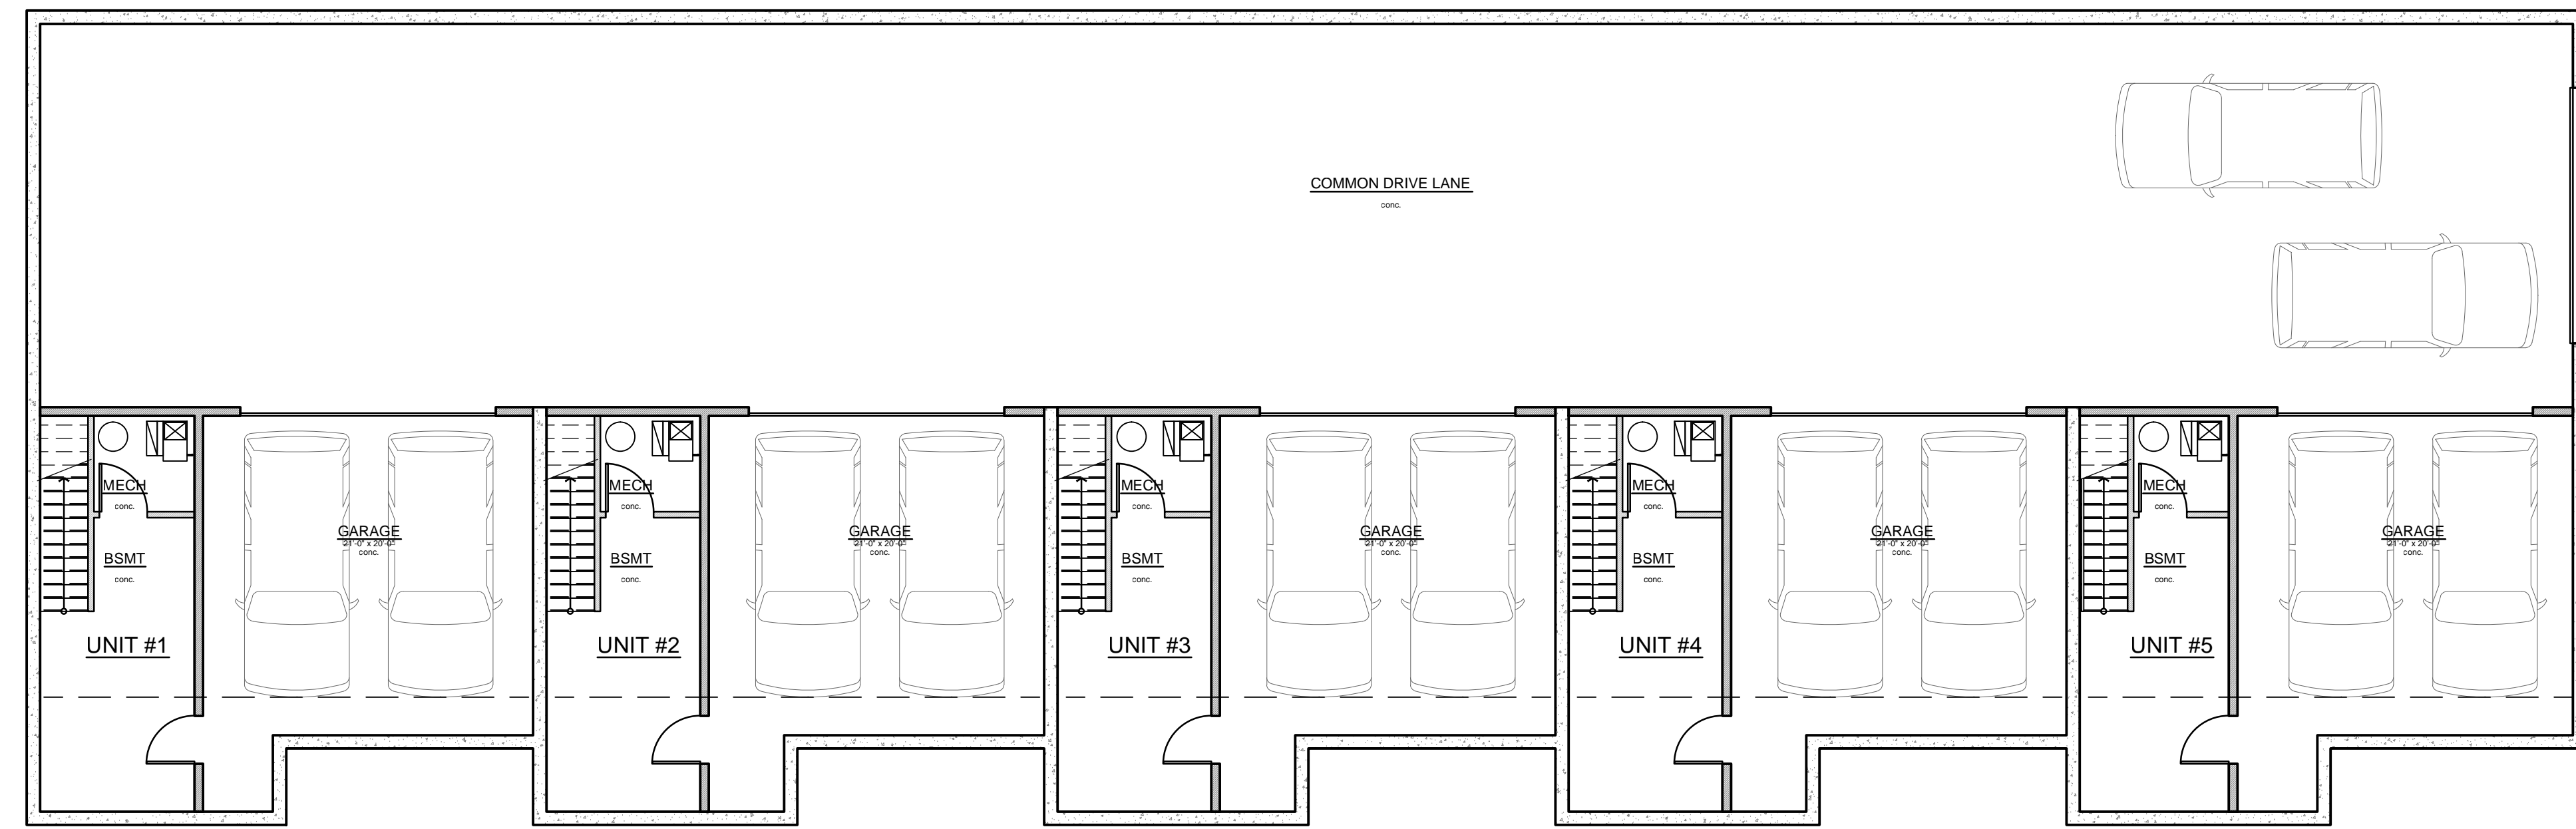 COMMON DRIVE LANE
conc.
MECH
conc.
GARAGE
21'-0" x 20'-0"
conc.
BSMT
conc.
UNIT #1
MECH
conc.
GARAGE
21'-0" x 20'-0"
conc.
BSMT
conc.
UNIT #2
MECH
conc.
GARAGE
21'-0" x 20'-0"
conc.
BSMT
conc.
UNIT #3
MECH
conc.
GARAGE
21'-0" x 20'-0"
conc.
BSMT
conc.
UNIT #4
MECH
conc.
GARAGE
21'-0" x 20'-0"
conc.
BSMT
conc.
UNIT #5